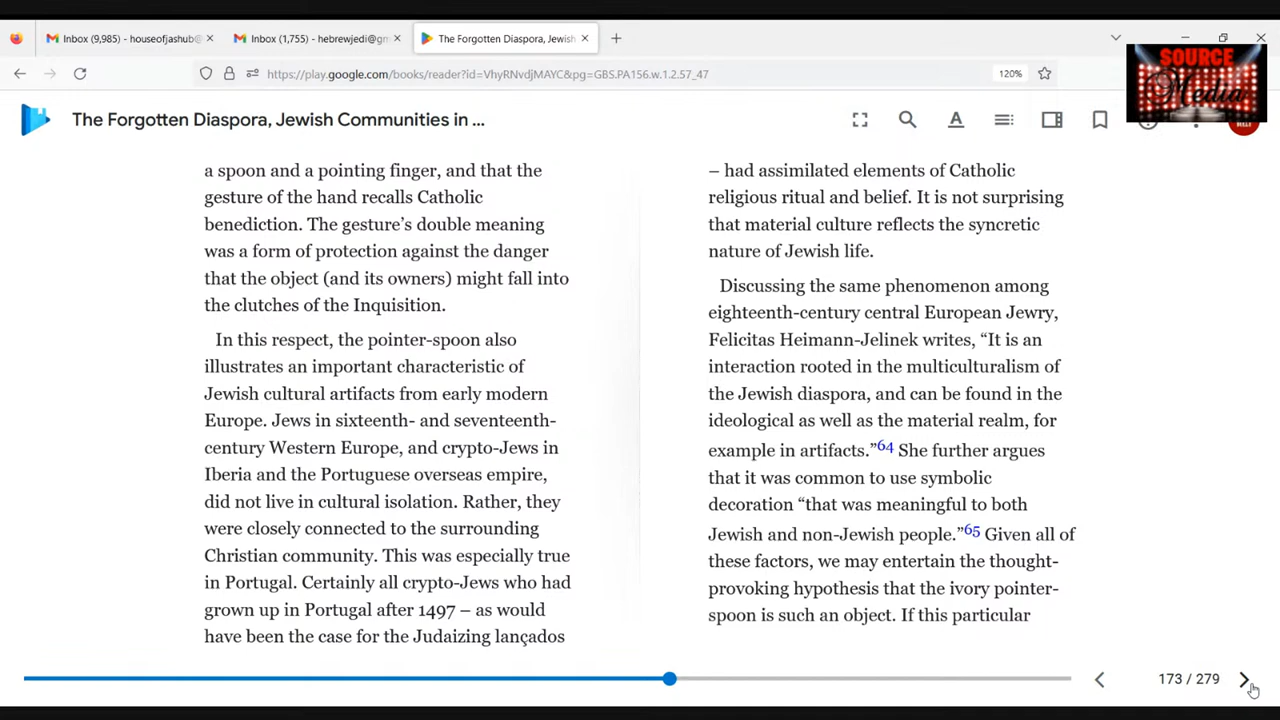 Inbox (9,985) - houseofjashub@
Inbox (1,755) - hebrewjedi@gm
The Forgotten Diaspora, Jewish
https://play.google.com/books/reader?id=VhyRNvdjMAYC&pg=GBS.PA156.w.1.2.57_47
120%
SOURCE
Media
The Forgotten Diaspora, Jewish Communities in ...
a spoon and a pointing finger, and that the
gesture of the hand recalls Catholic
benediction. The gesture's double meaning
was a form of protection against the danger
that the object (and its owners) might fall into
the clutches of the Inquisition.
In this respect, the pointer-spoon also
illustrates an important characteristic of
Jewish cultural artifacts from early modern
Europe. Jews in sixteenth- and seventeenth-
century Western Europe, and crypto-Jews in
Iberia and the Portuguese overseas empire,
did not live in cultural isolation. Rather, they
were closely connected to the surrounding
Christian community. This was especially true
in Portugal. Certainly all crypto-Jews who had
grown up in Portugal after 1497 – as would
have been the case for the Judaizing lançados
– had assimilated elements of Catholic
religious ritual and belief. It is not surprising
that material culture reflects the syncretic
nature of Jewish life.
Discussing the same phenomenon among
eighteenth-century central European Jewry,
Felicitas Heimann-Jelinek writes, “It is an
interaction rooted in the multiculturalism of
the Jewish diaspora, and can be found in the
ideological as well as the material realm, for
example in artifacts.”64 She further argues
that it was common to use symbolic
decoration “that was meaningful to both
Jewish and non-Jewish people.”65 Given all of
these factors, we may entertain the thought-
provoking hypothesis that the ivory pointer-
spoon is such an object. If this particular
173 / 279